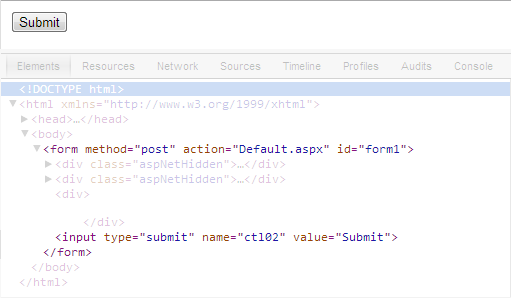 Submit
Elements Resources Network Sources Timeline Profiles Audits Console
<!DOCTYPE html>
▼<html xmlns="http://www.w3.org/1999/xhtml">
▶<head>…</head>
▼<body>
▼<form method="post" action="Default.aspx" id="form1">
▶<div class="aspNetHidden">…</div>
▶<div class="aspNetHidden">…</div>
<div>
</div>
<input type="submit" name="ctl02" value="Submit">
</form>
</body>
</html>